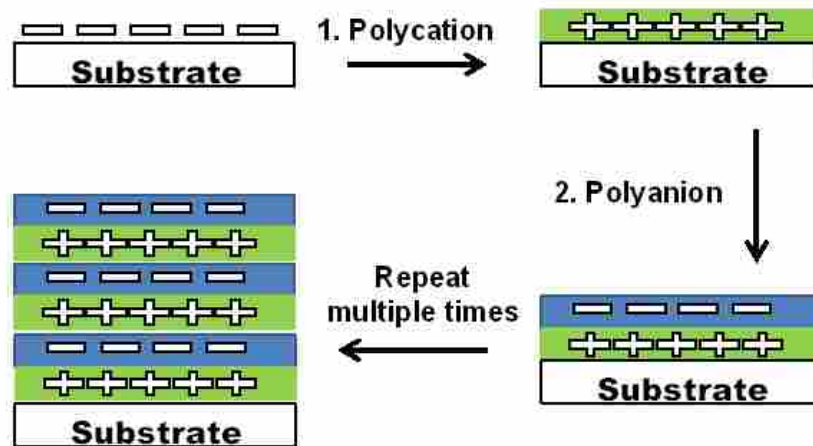 1. Polycation
Substrate
Substrate
2. Polyanion
Repeat
multiple times
Substrate
Substrate